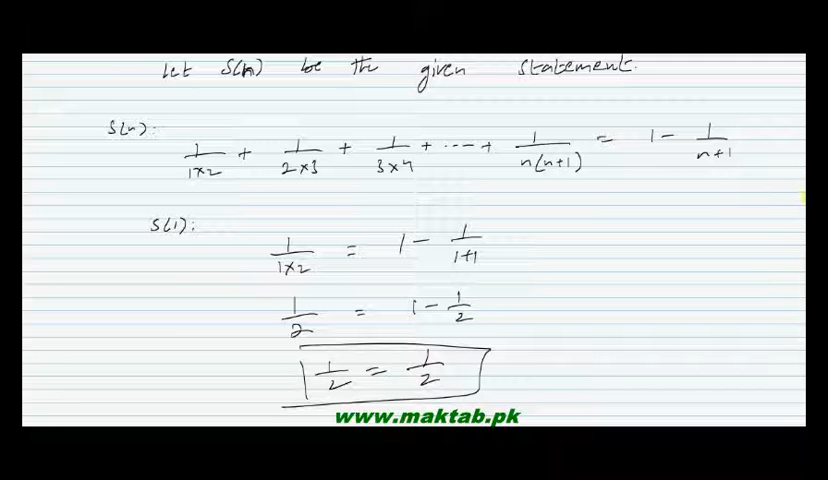 Let S(n) be the given statement.
S(n):
1/1×2 + 1/2×3 + 1/3×4 + ... + 1/n(n+1) = 1 - 1/n+1
S(1):
1/1×2 = 1 - 1/1+1
1/2 = 1 - 1/2
1/2 = 1/2
www.maktab.pk